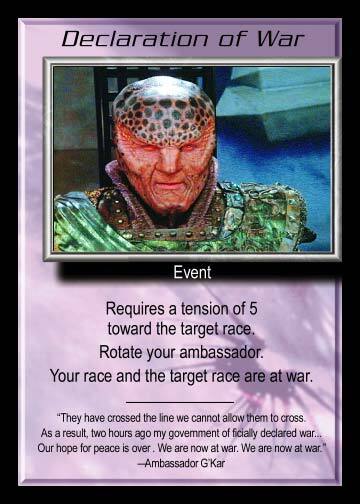 Declaration of War
Event
Requires a tension of 5
toward the target race.
Rotate your ambassador.
Your race and the target race are at war.
“They have crossed the line we cannot allow them to cross.
As a result, two hours ago my government of ficially declared war...
Our hope for peace is over . We are now at war. We are now at war.”
—Ambassador G’Kar